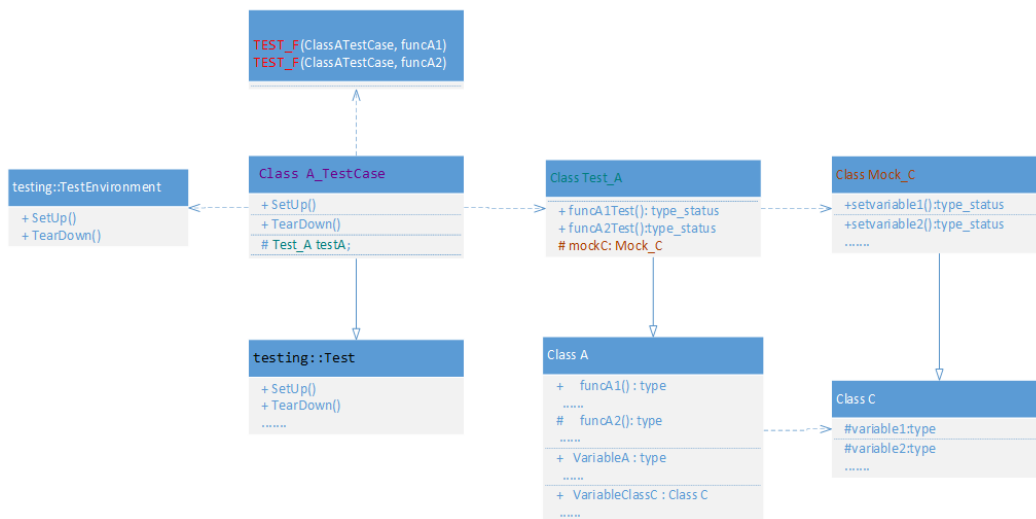 TEST_F(ClassATestCase, funcA1)
TEST_F(ClassATestCase, funcA2)
testing::TestEnvironment
+ SetUp()
+ TearDown()
Class A_TestCase
+ SetUp()
+ TearDown()
# Test_A testA;
Class Test_A
+ funcA1Test(): type_status
+ funcA2Test():type_status
# mockC: Mock_C
Class Mock_C
+setvariable1():type_status
+setvariable2():type_status
.......
testing::Test
+ SetUp()
+ TearDown()
.......
Class A
+ funcA1() : type
......
# funcA2(): type
......
+ VariableA : type
......
+ VariableClassC : Class C
......
Class C
#variable1:type
#variable2:type
.......